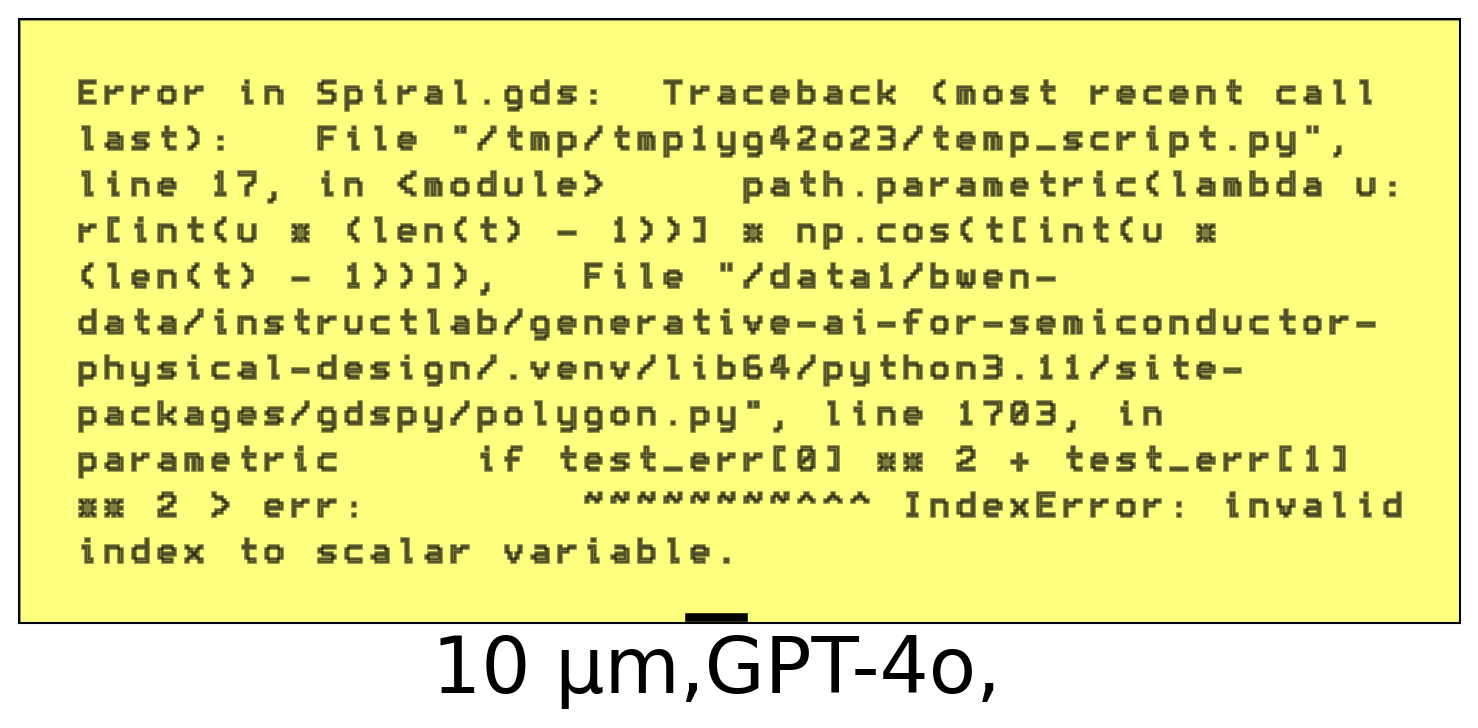 Error in Spiral.gds:  Traceback (most recent call
last):   File "/tmp/tmp1yg42o23/temp_script.py",
line 17, in <module>     path.parametric(lambda u:
r[int(u * (len(t) - 1))] * np.cos(t[int(u *
(len(t) - 1))]),   File "/data1/bwen-
data/instructlab/generative-ai-for-semiconductor-
physical-design/.venv/lib64/python3.11/site-
packages/gdspy/polygon.py", line 1703, in
parametric     if test_err[0] ** 2 + test_err[1]
** 2 > err:        ~~~~~~~~^^^ IndexError: invalid
index to scalar variable.
10 μm,GPT-4o,